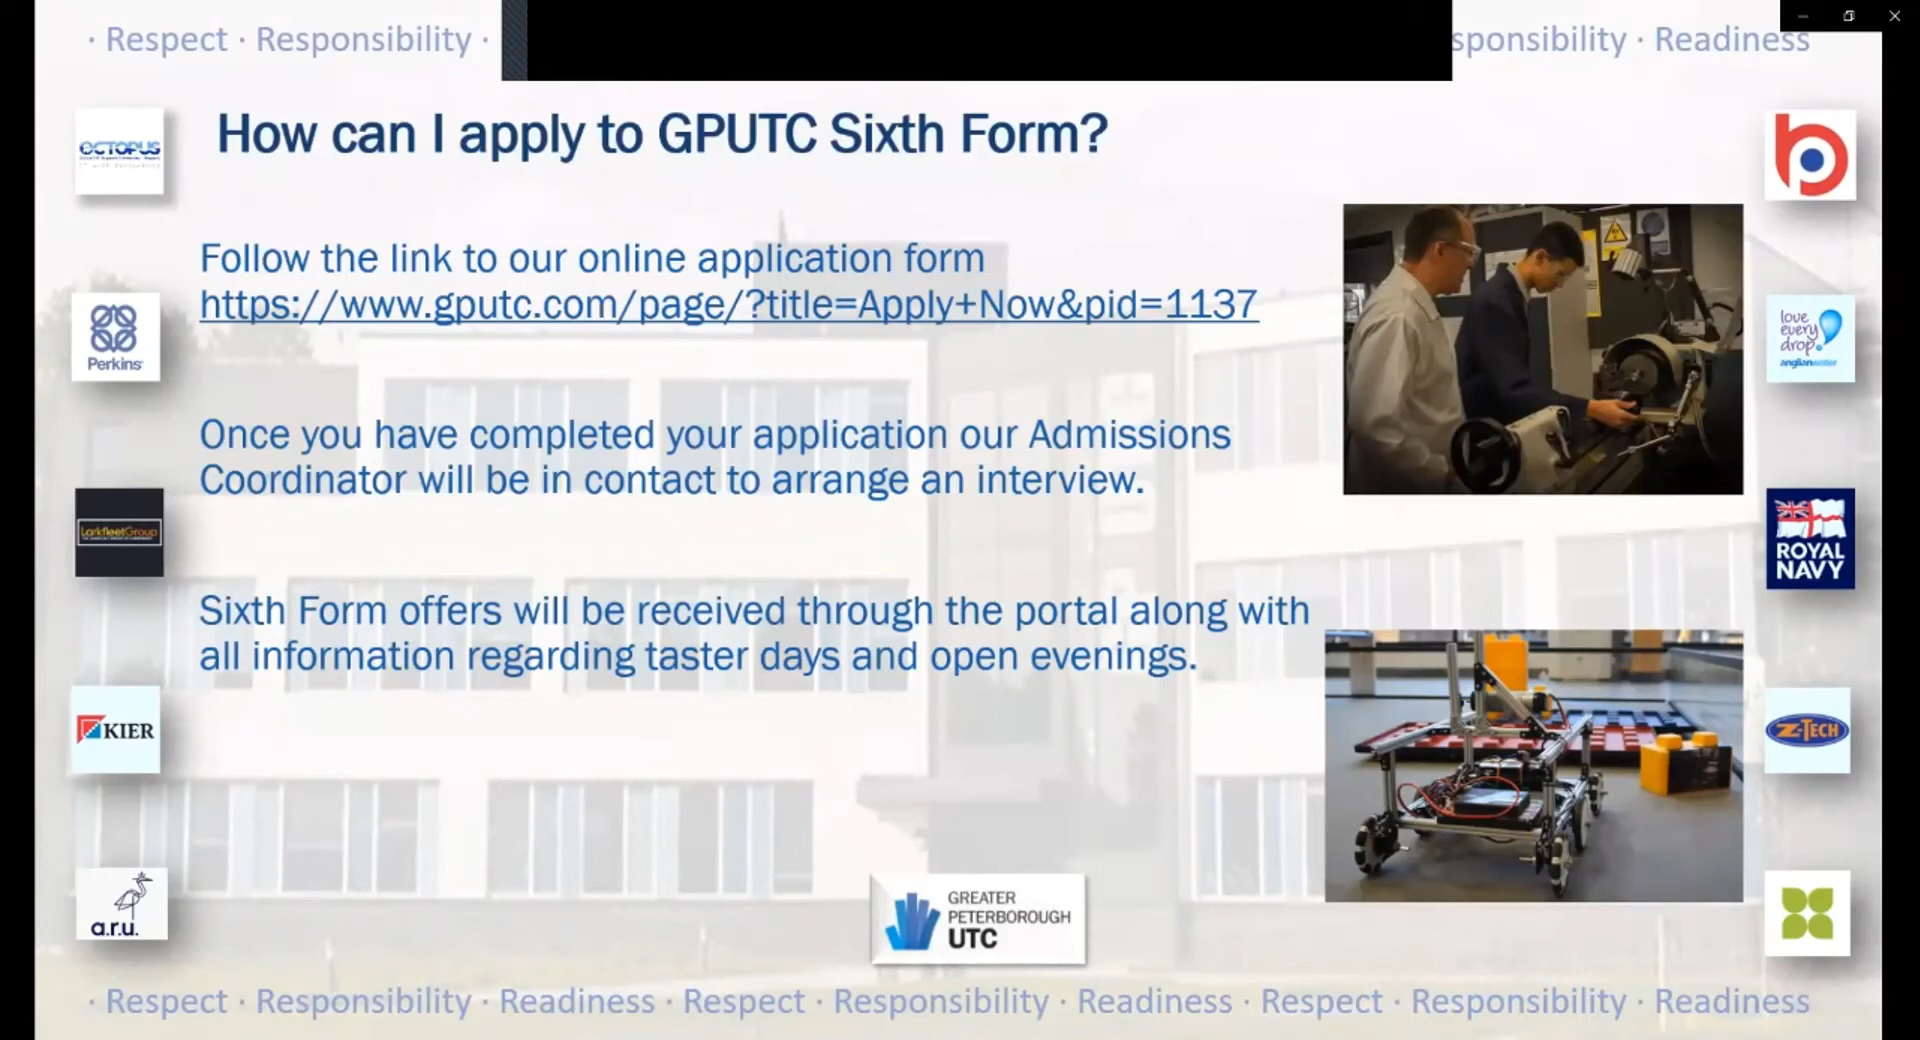 · Respect · Responsibility ·
sponsibility · Readiness
How can I apply to GPUTC Sixth Form?
OCTOPUS
Follow the link to our online application form
https://www.gputc.com/page/?title=Apply+Now&pid=1137
Perkins
love
every
drop
anglianwater
Once you have completed your application our Admissions
Coordinator will be in contact to arrange an interview.
LarkfleetGroup
ROYAL
NAVY
Sixth Form offers will be received through the portal along with
all information regarding taster days and open evenings.
KIER
Z-TECH
a.r.u.
GREATER
PETERBOROUGH
UTC
· Respect · Responsibility · Readiness · Respect · Responsibility · Readiness · Respect · Responsibility · Readiness